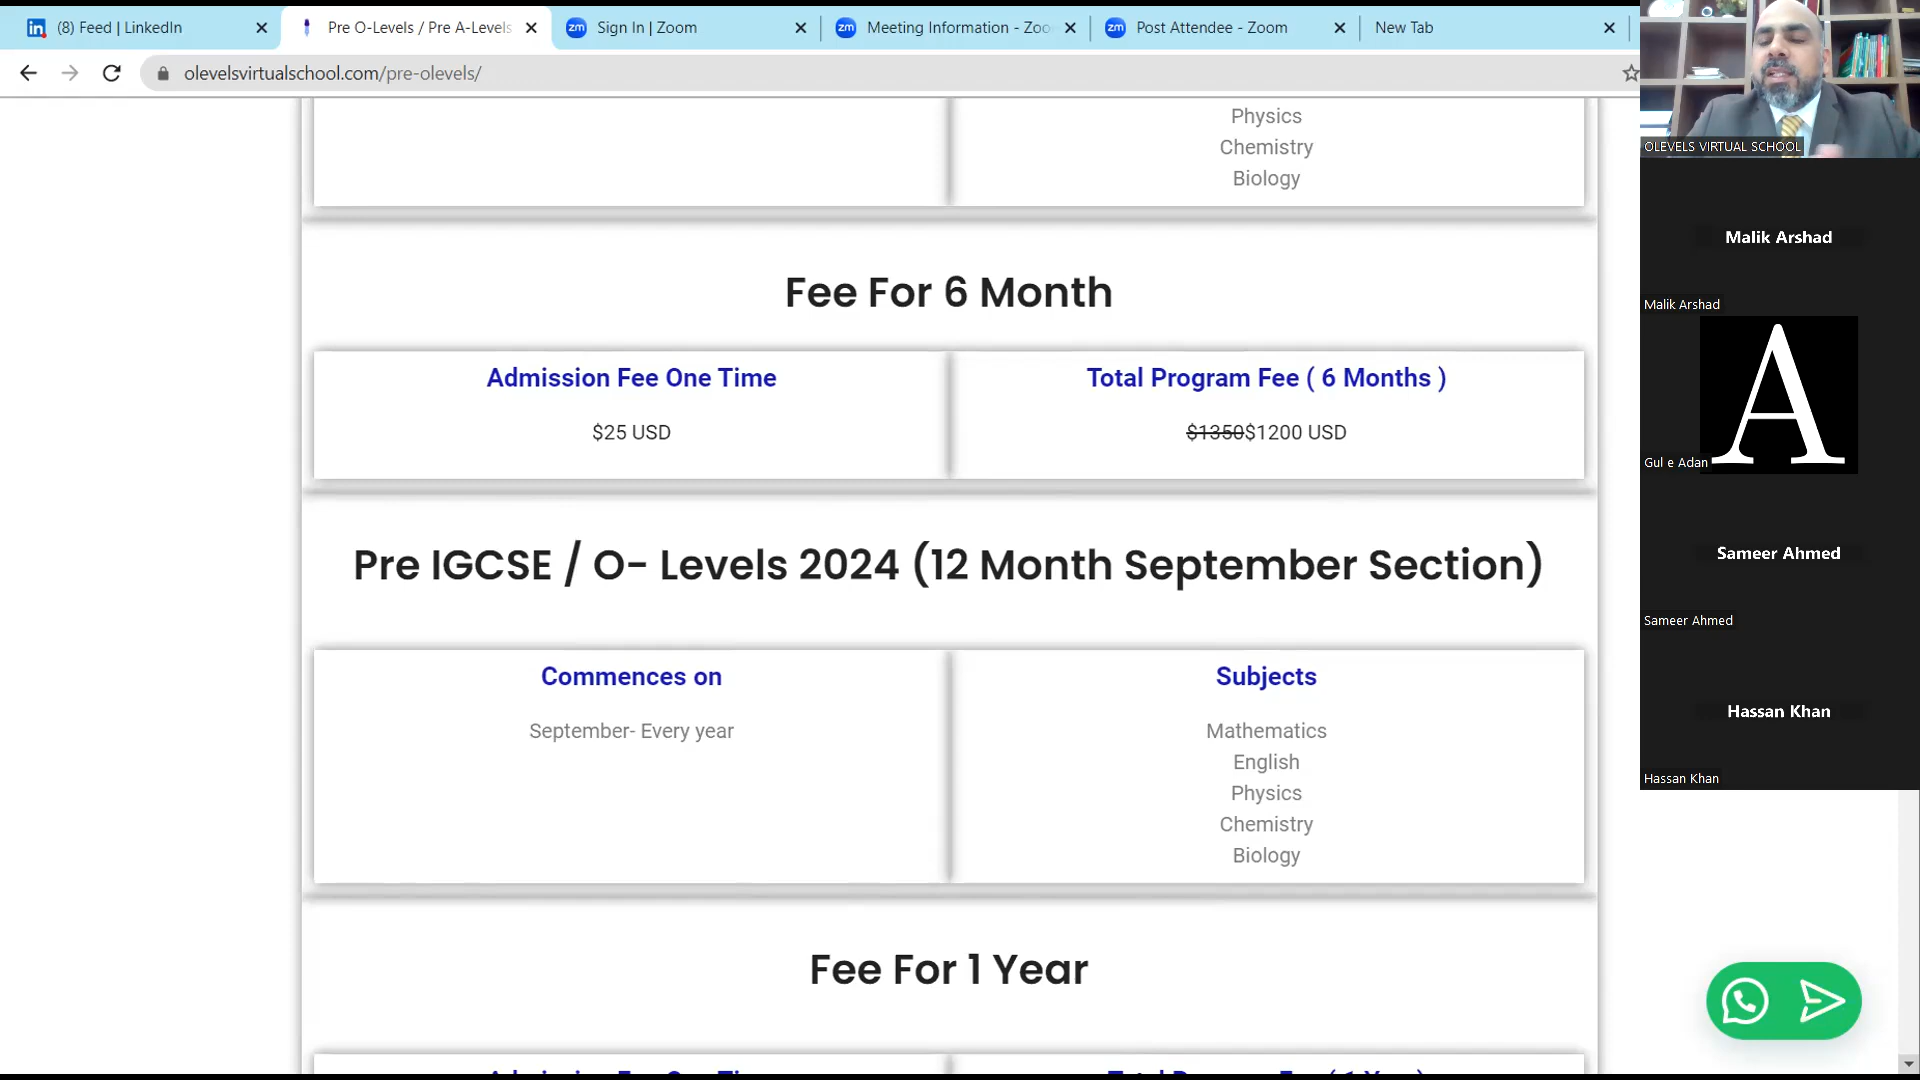 (8) Feed | LinkedIn
Pre O-Levels / Pre A-Levels
Sign In | Zoom
Meeting Information - Zoo
Post Attendee - Zoom
New Tab
olevelsvirtualschool.com/pre-olevels/
OLEVELS VIRTUAL SCHOOL
Physics
Chemistry
Biology
Malik Arshad
Fee For 6 Month
Malik Arshad
Admission Fee One Time
Total Program Fee ( 6 Months )
$25 USD
$1350$1200 USD
A
Gul e Adan
Pre IGCSE / O- Levels 2024 (12 Month September Section)
Sameer Ahmed
Sameer Ahmed
Commences on
Subjects
September- Every year
Mathematics
English
Physics
Chemistry
Biology
Hassan Khan
Hassan Khan
Fee For 1 Year